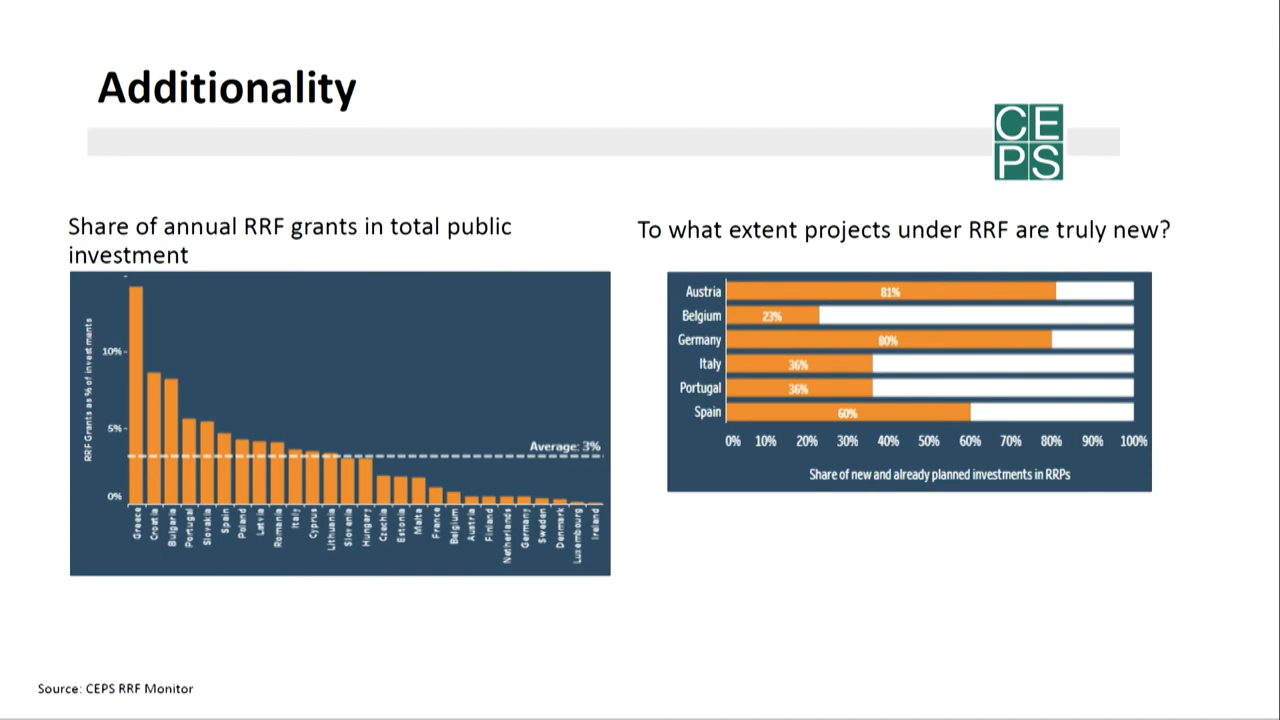 Additionality
CE
PS
Share of annual RRF grants in total public
investment
RRF Grants as % of investments
10%
5%
0%
Average: 3%
Greece
Croatia
Bulgaria
Portugal
Slovakia
Spain
Poland
Latvia
Romania
Italy
Cyprus
Lithuania
Slovenia
Hungary
Czechia
Estonia
Malta
France
Belgium
Austria
Finland
Netherlands
Germany
Sweden
Denmark
Luxembourg
Ireland
To what extent projects under RRF are truly new?
Austria 81%
Belgium 23%
Germany 80%
Italy 36%
Portugal 36%
Spain 60%
0% 10% 20% 30% 40% 50% 60% 70% 80% 90% 100%
Share of new and already planned investments in RRPs
Source: CEPS RRF Monitor